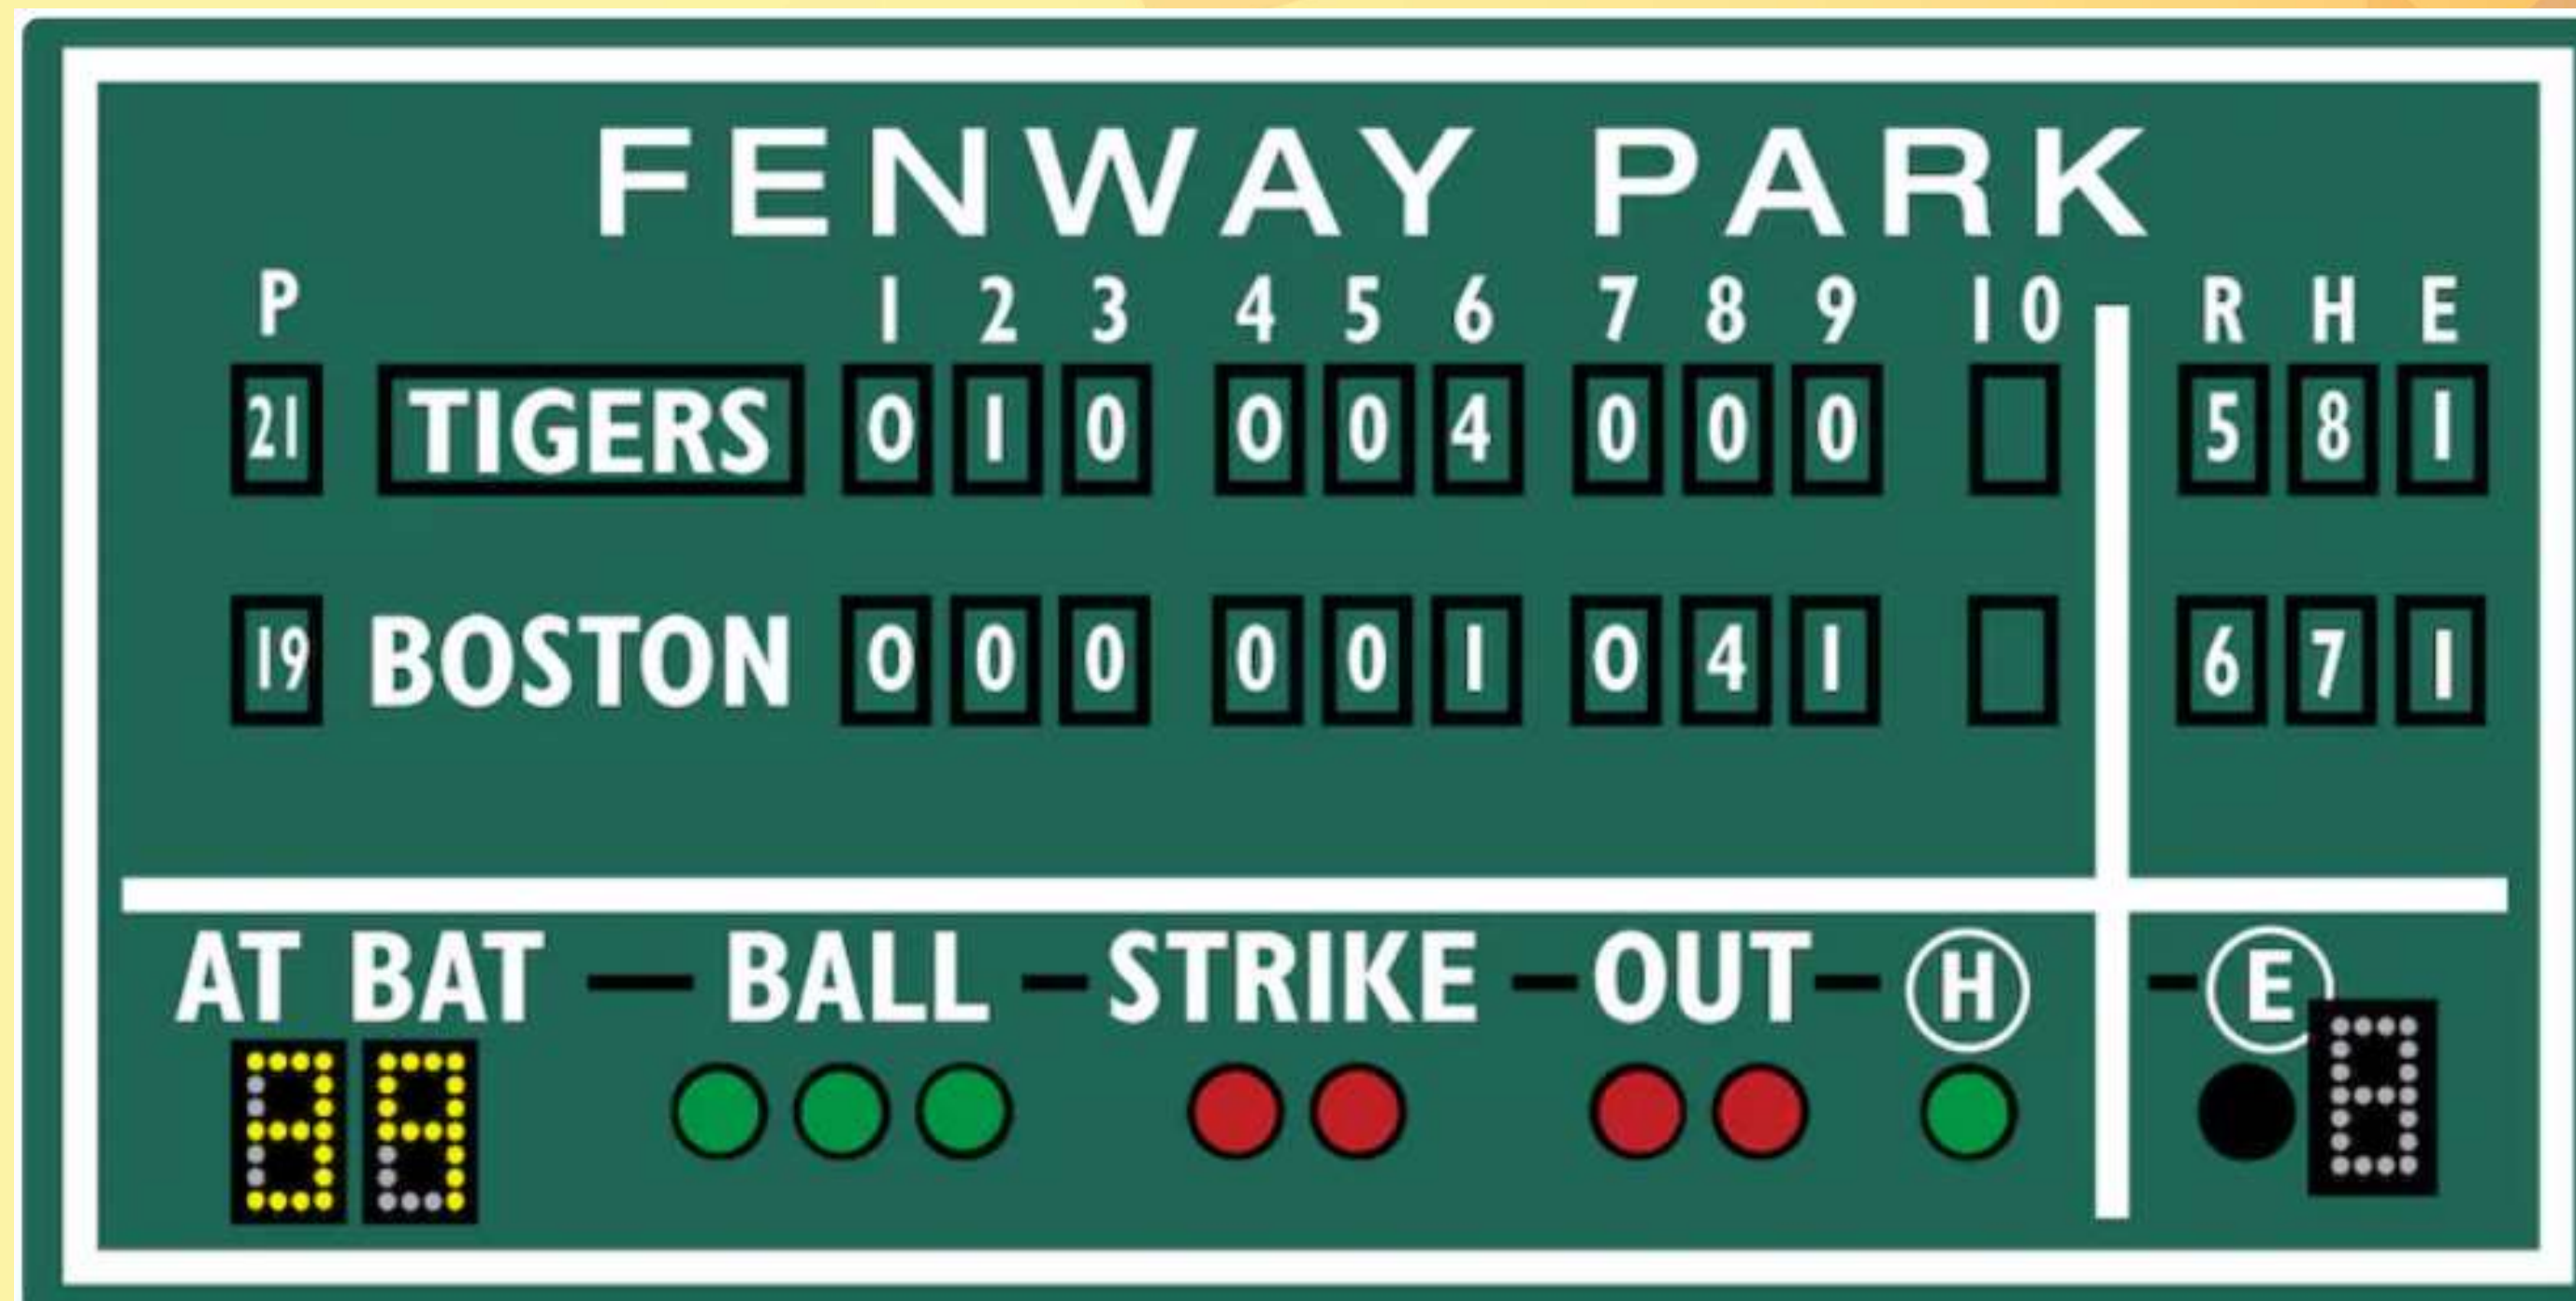 FENWAY PARK
P 1 2 3 4 5 6 7 8 9 10 R H E
21 TIGERS 0 1 0 0 0 4 0 0 0 5 8 1
19 BOSTON 0 0 0 0 0 1 0 4 1 6 7 1
AT BAT — BALL – STRIKE – OUT – H – E
39